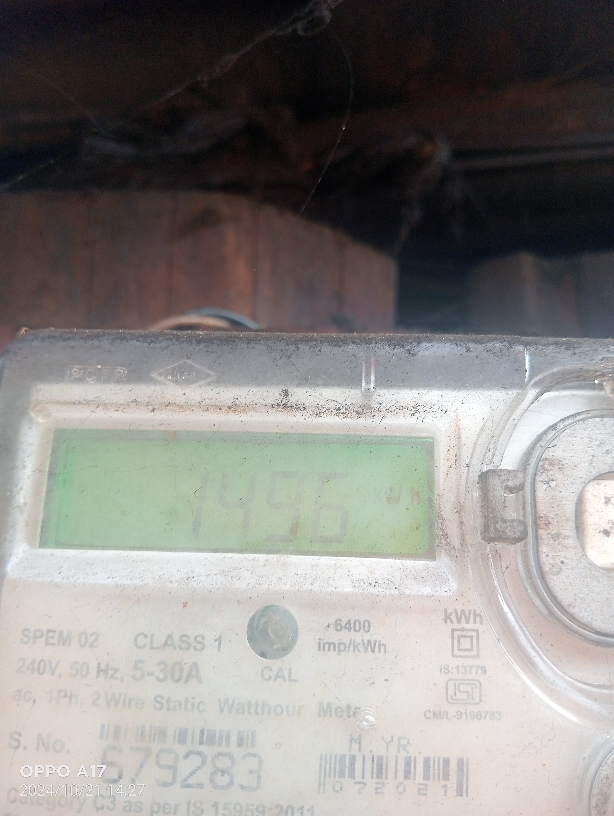 1496 kWh
SPEM 02 CLASS 1
6400
imp/kWh
kWh
240V, 50 Hz, 5-30A
CAL
IS:13779
ac, 1Ph, 2 Wire Static Watthour Meter
CM/L-9190783
S. No.
679283
M. YR.
072021
Category C3 as per IS 15959:2011
OPPO A17
2024/10/21 14:27